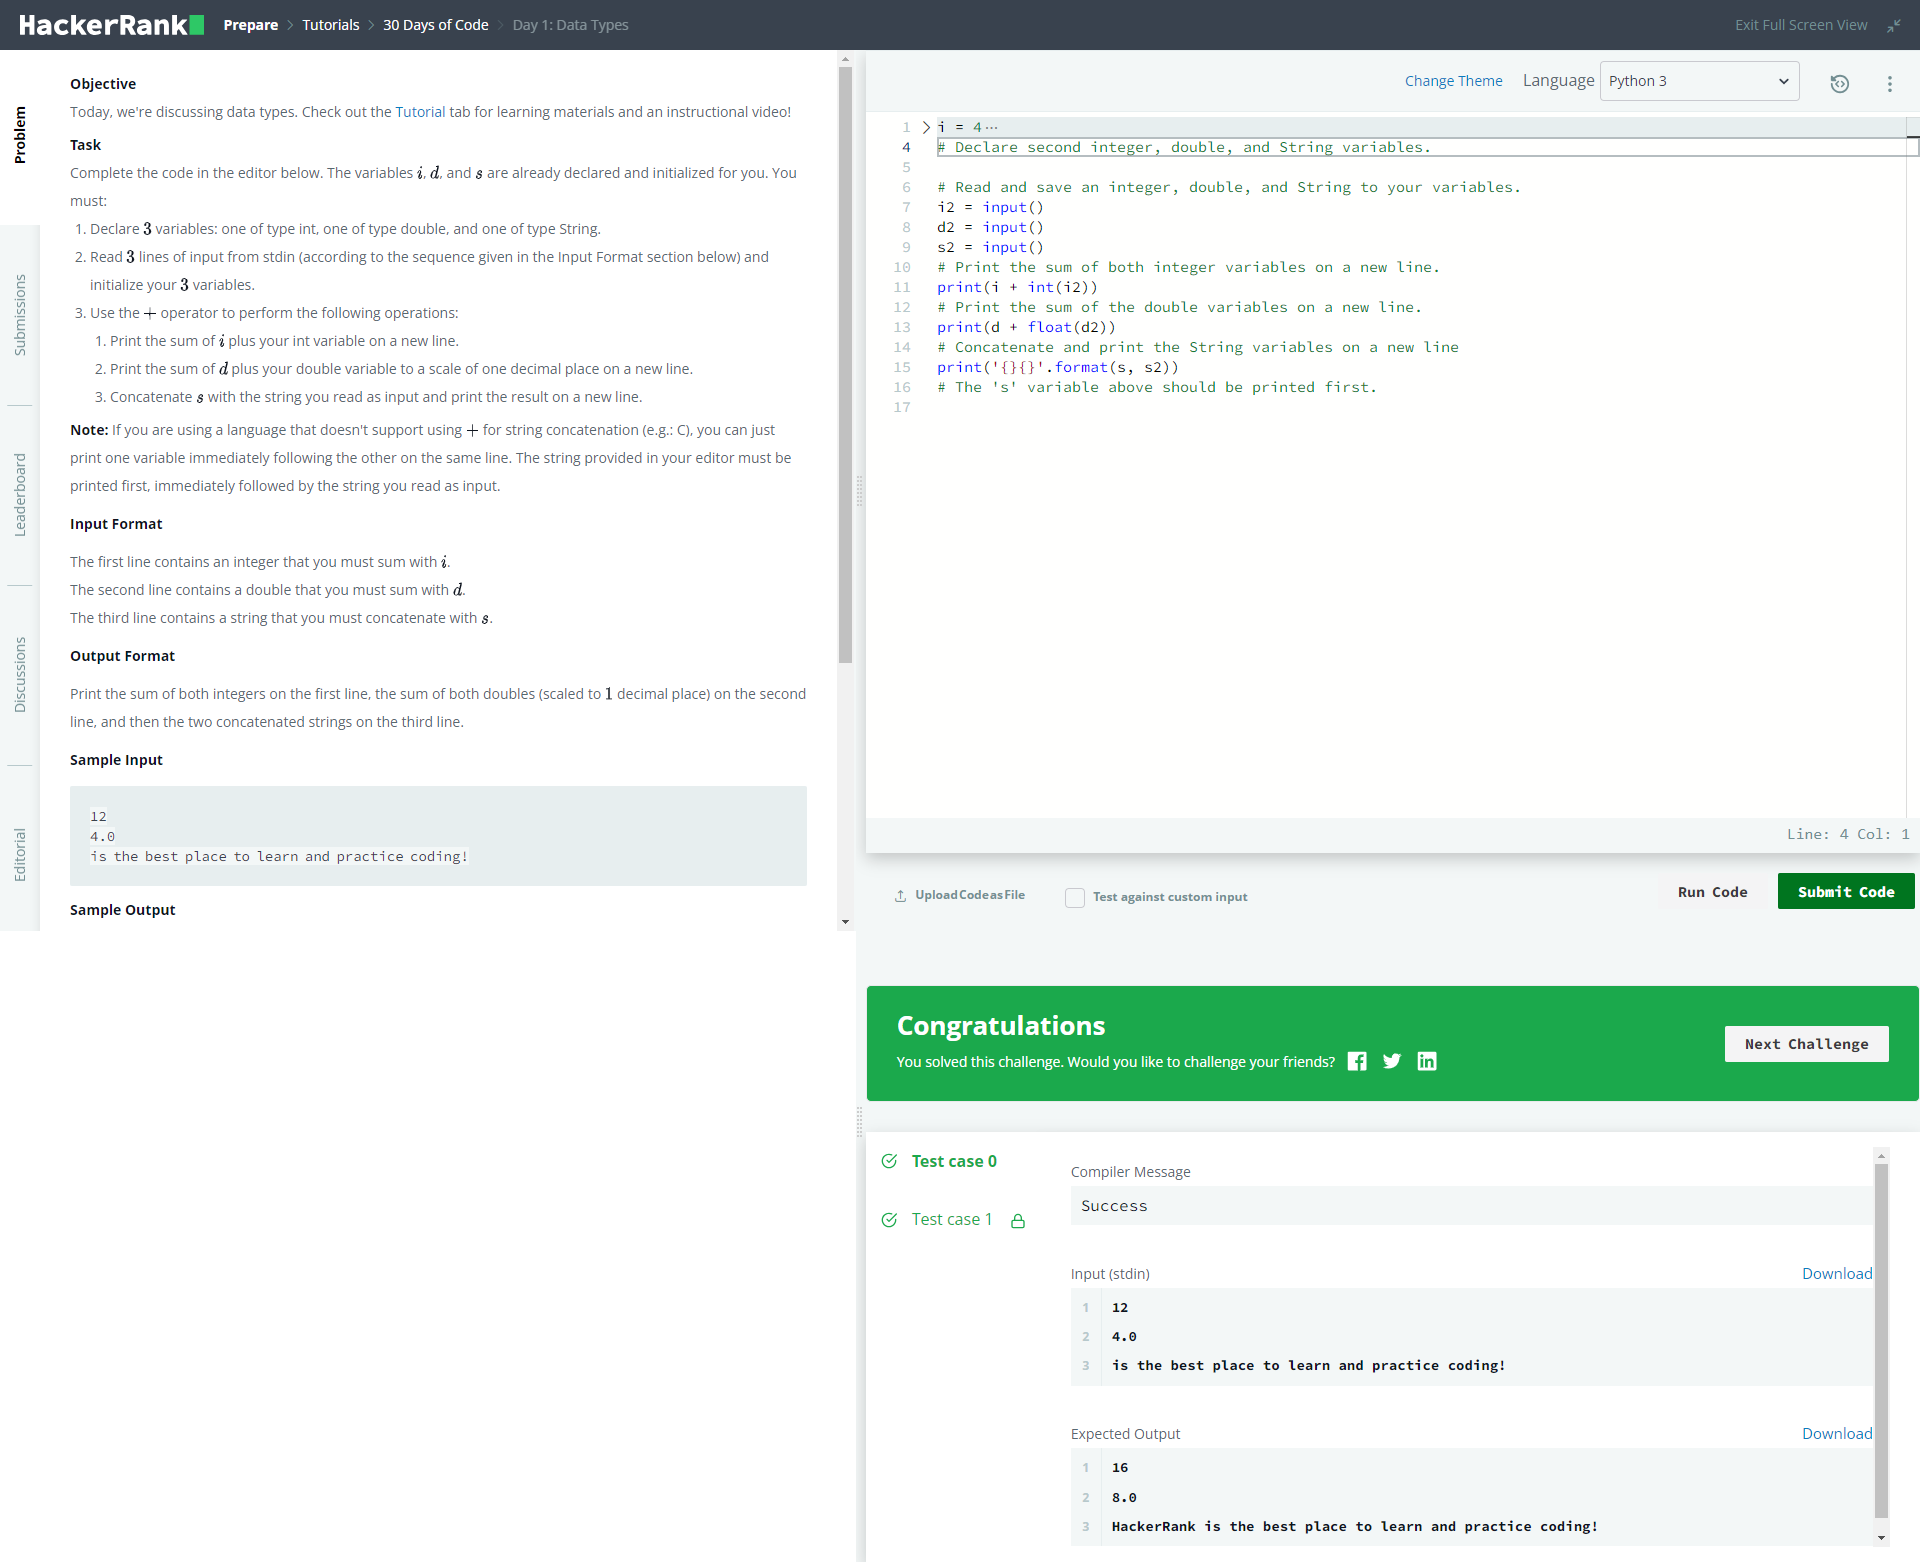 HackerRank
Prepare > Tutorials > 30 Days of Code > Day 1: Data Types
Exit Full Screen View
Problem
Submissions
Leaderboard
Discussions
Editorial
Objective
Today, we're discussing data types. Check out the Tutorial tab for learning materials and an instructional video!
Task
Complete the code in the editor below. The variables i, d, and s are already declared and initialized for you. You
must:
1. Declare 3 variables: one of type int, one of type double, and one of type String.
2. Read 3 lines of input from stdin (according to the sequence given in the Input Format section below) and
initialize your 3 variables.
3. Use the + operator to perform the following operations:
1. Print the sum of i plus your int variable on a new line.
2. Print the sum of d plus your double variable to a scale of one decimal place on a new line.
3. Concatenate s with the string you read as input and print the result on a new line.
Note: If you are using a language that doesn't support using + for string concatenation (e.g.: C), you can just
print one variable immediately following the other on the same line. The string provided in your editor must be
printed first, immediately followed by the string you read as input.
Input Format
The first line contains an integer that you must sum with i.
The second line contains a double that you must sum with d.
The third line contains a string that you must concatenate with s.
Output Format
Print the sum of both integers on the first line, the sum of both doubles (scaled to 1 decimal place) on the second
line, and then the two concatenated strings on the third line.
Sample Input
12
4.0
is the best place to learn and practice coding!
Sample Output
Change Theme Language Python 3
1 > i = 4 ···
4 # Declare second integer, double, and String variables.
5
6 # Read and save an integer, double, and String to your variables.
7 i2 = input()
8 d2 = input()
9 s2 = input()
10 # Print the sum of both integer variables on a new line.
11 print(i + int(i2))
12 # Print the sum of the double variables on a new line.
13 print(d + float(d2))
14 # Concatenate and print the String variables on a new line
15 print('{}{}'.format(s, s2))
16 # The 's' variable above should be printed first.
17
Line: 4 Col: 1
Upload Code as File
Test against custom input
Run Code
Submit Code
Congratulations
You solved this challenge. Would you like to challenge your friends?
Next Challenge
Test case 0
Test case 1
Compiler Message
Success
Input (stdin) Download
1 12
2 4.0
3 is the best place to learn and practice coding!
Expected Output Download
1 16
2 8.0
3 HackerRank is the best place to learn and practice coding!